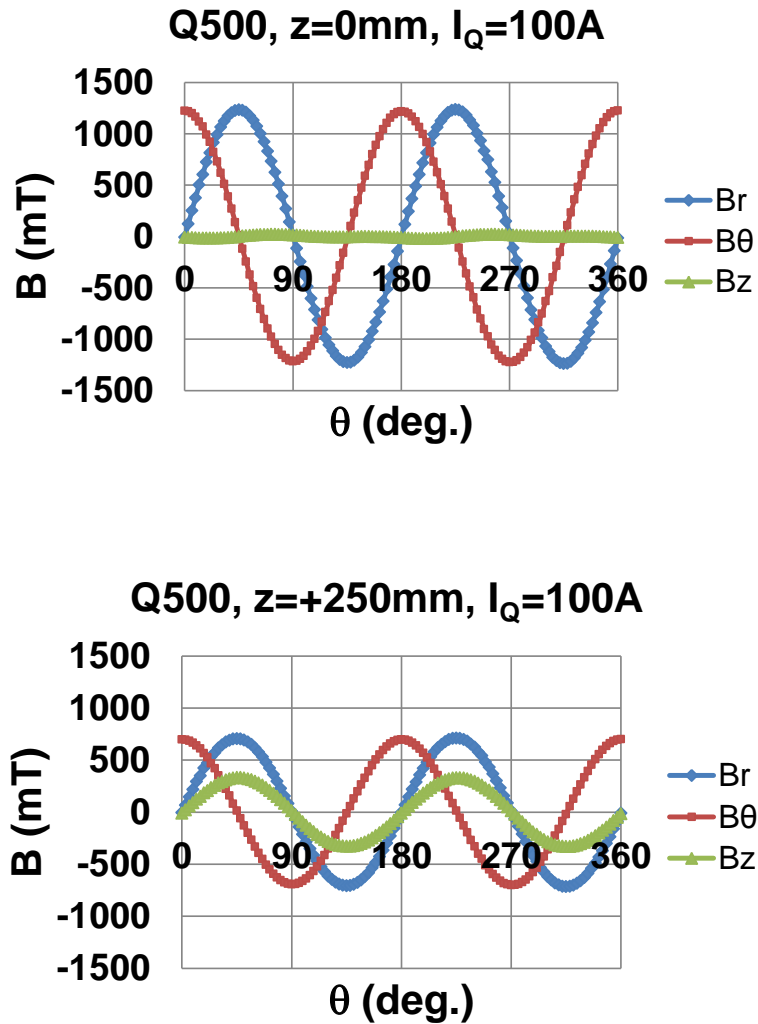 Q500, z=0mm, I_Q=100A
1500
1000
500
0
-500
-1000
-1500
B (mT)
0 90 180 270 360
θ (deg.)
Br
Bθ
Bz
Q500, z=+250mm, I_Q=100A
1500
1000
500
0
-500
-1000
-1500
B (mT)
0 90 180 270 360
θ (deg.)
Br
Bθ
Bz